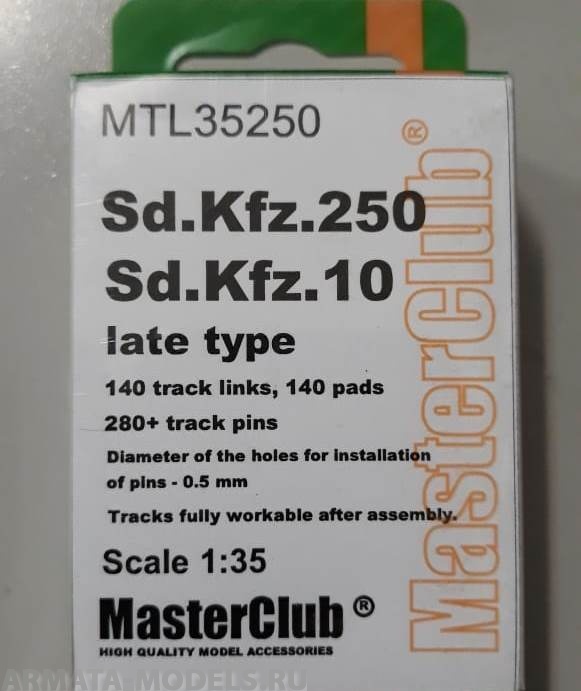 MTL35250
Sd.Kfz.250
Sd.Kfz.10
late type
140 track links, 140 pads
280+ track pins
Diameter of the holes for installation
of pins - 0.5 mm
Tracks fully workable after assembly.
Scale 1:35
MasterClub ®
HIGH QUALITY MODEL ACCESSORIES
MasterClub®
ARMATA-MODELS.RU